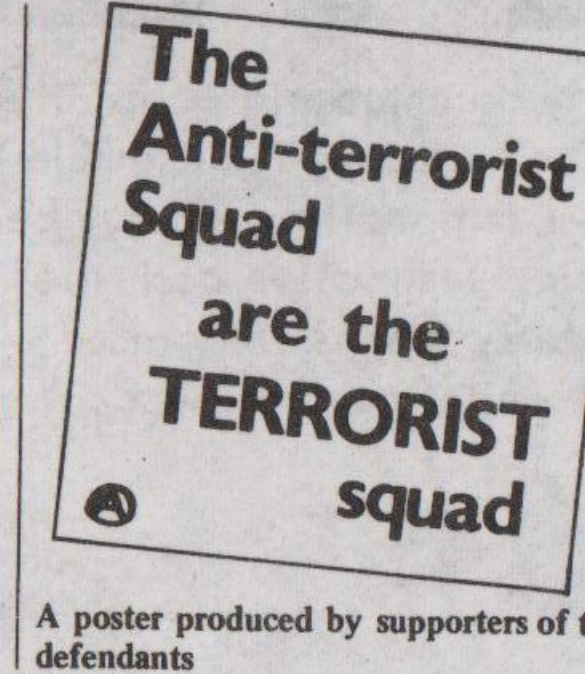 The
Anti-terrorist
Squad
are the
TERRORIST
squad
A poster produced by supporters of
defendants